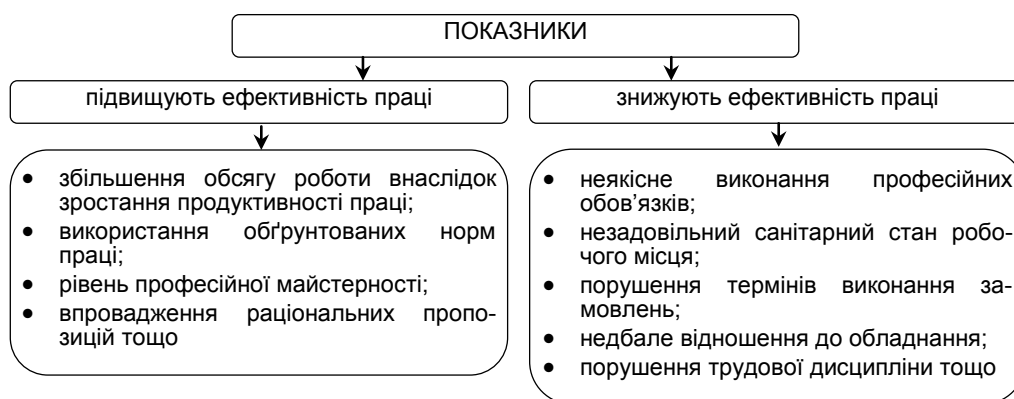 ПОКАЗНИКИ
підвищують ефективність праці
• збільшення обсягу роботи внаслідок
зростання продуктивності праці;
• використання обґрунтованих норм
праці;
• рівень професійної майстерності;
• впровадження раціональних пропо-
зицій тощо
знижують ефективність праці
• неякісне виконання професійних
обов’язків;
• незадовільний санітарний стан робо-
чого місця;
• порушення термінів виконання за-
мовлень;
• недбале відношення до обладнання;
• порушення трудової дисципліни тощо